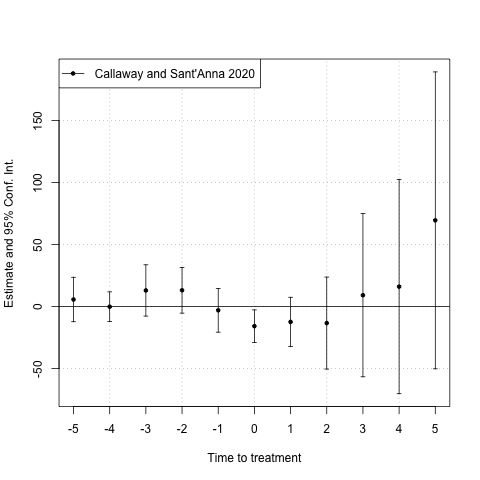 Callaway and Sant'Anna 2020
Estimate and 95% Conf. Int.
150
100
50
0
-50
-5 -4 -3 -2 -1 0 1 2 3 4 5
Time to treatment